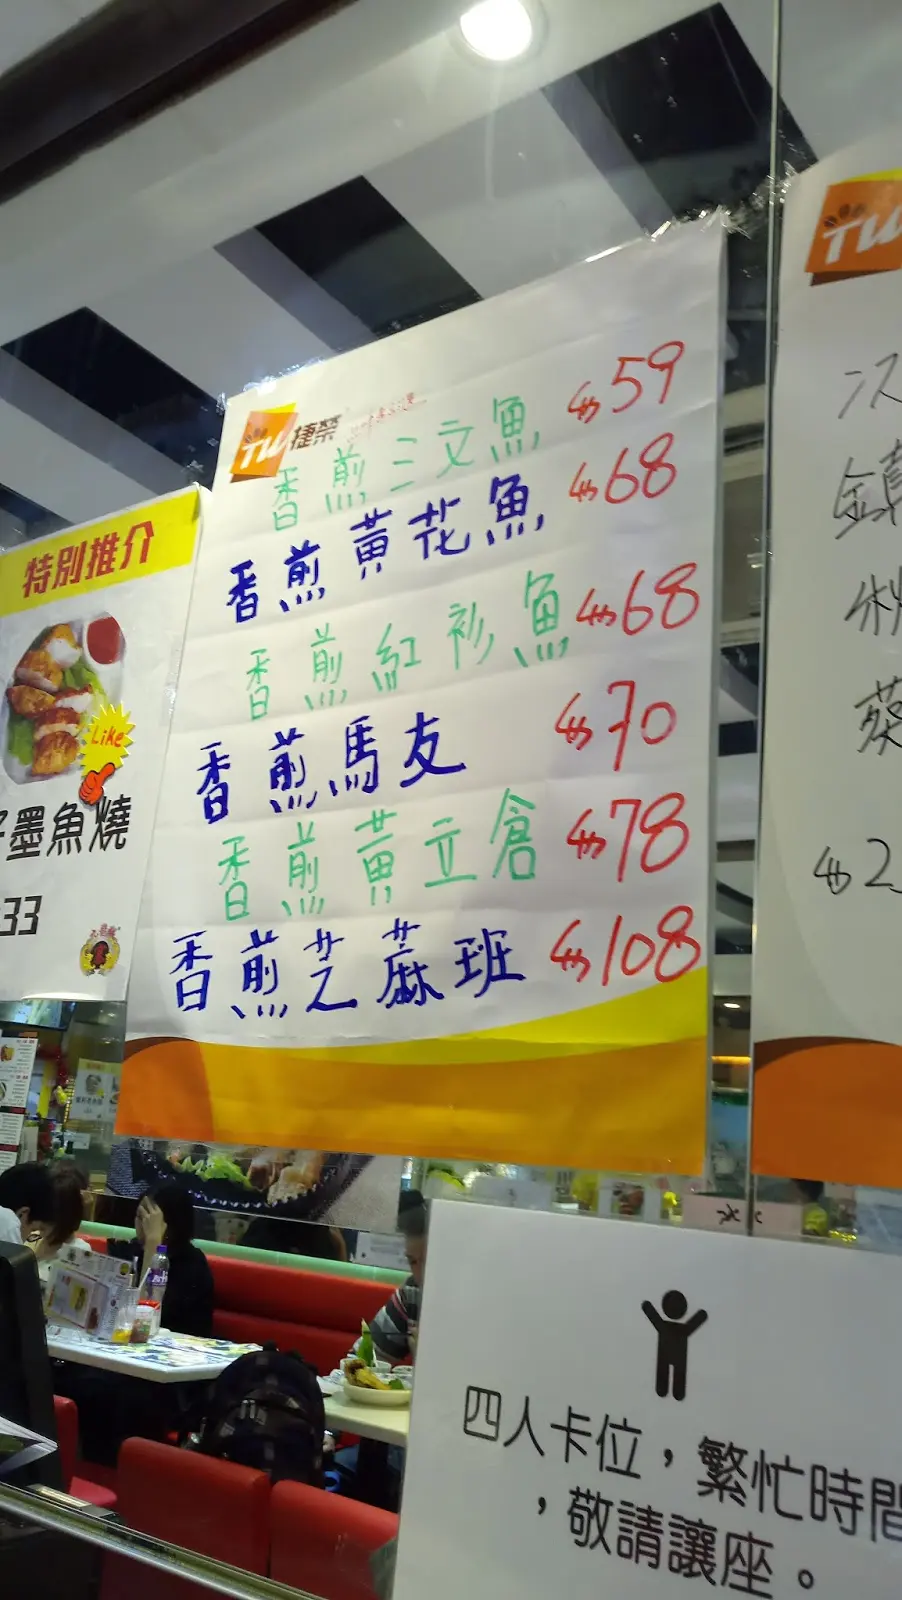 TW 捷榮
香煎三文魚 $59
香煎黃花魚 $68
香煎紅衫魚 $68
香煎馬友 $70
香煎黃立倉 $78
香煎芝麻班 $108
特別推介
Like
墨魚燒
33
TW
$2
四人卡位，繁忙時間
，敬請讓座。